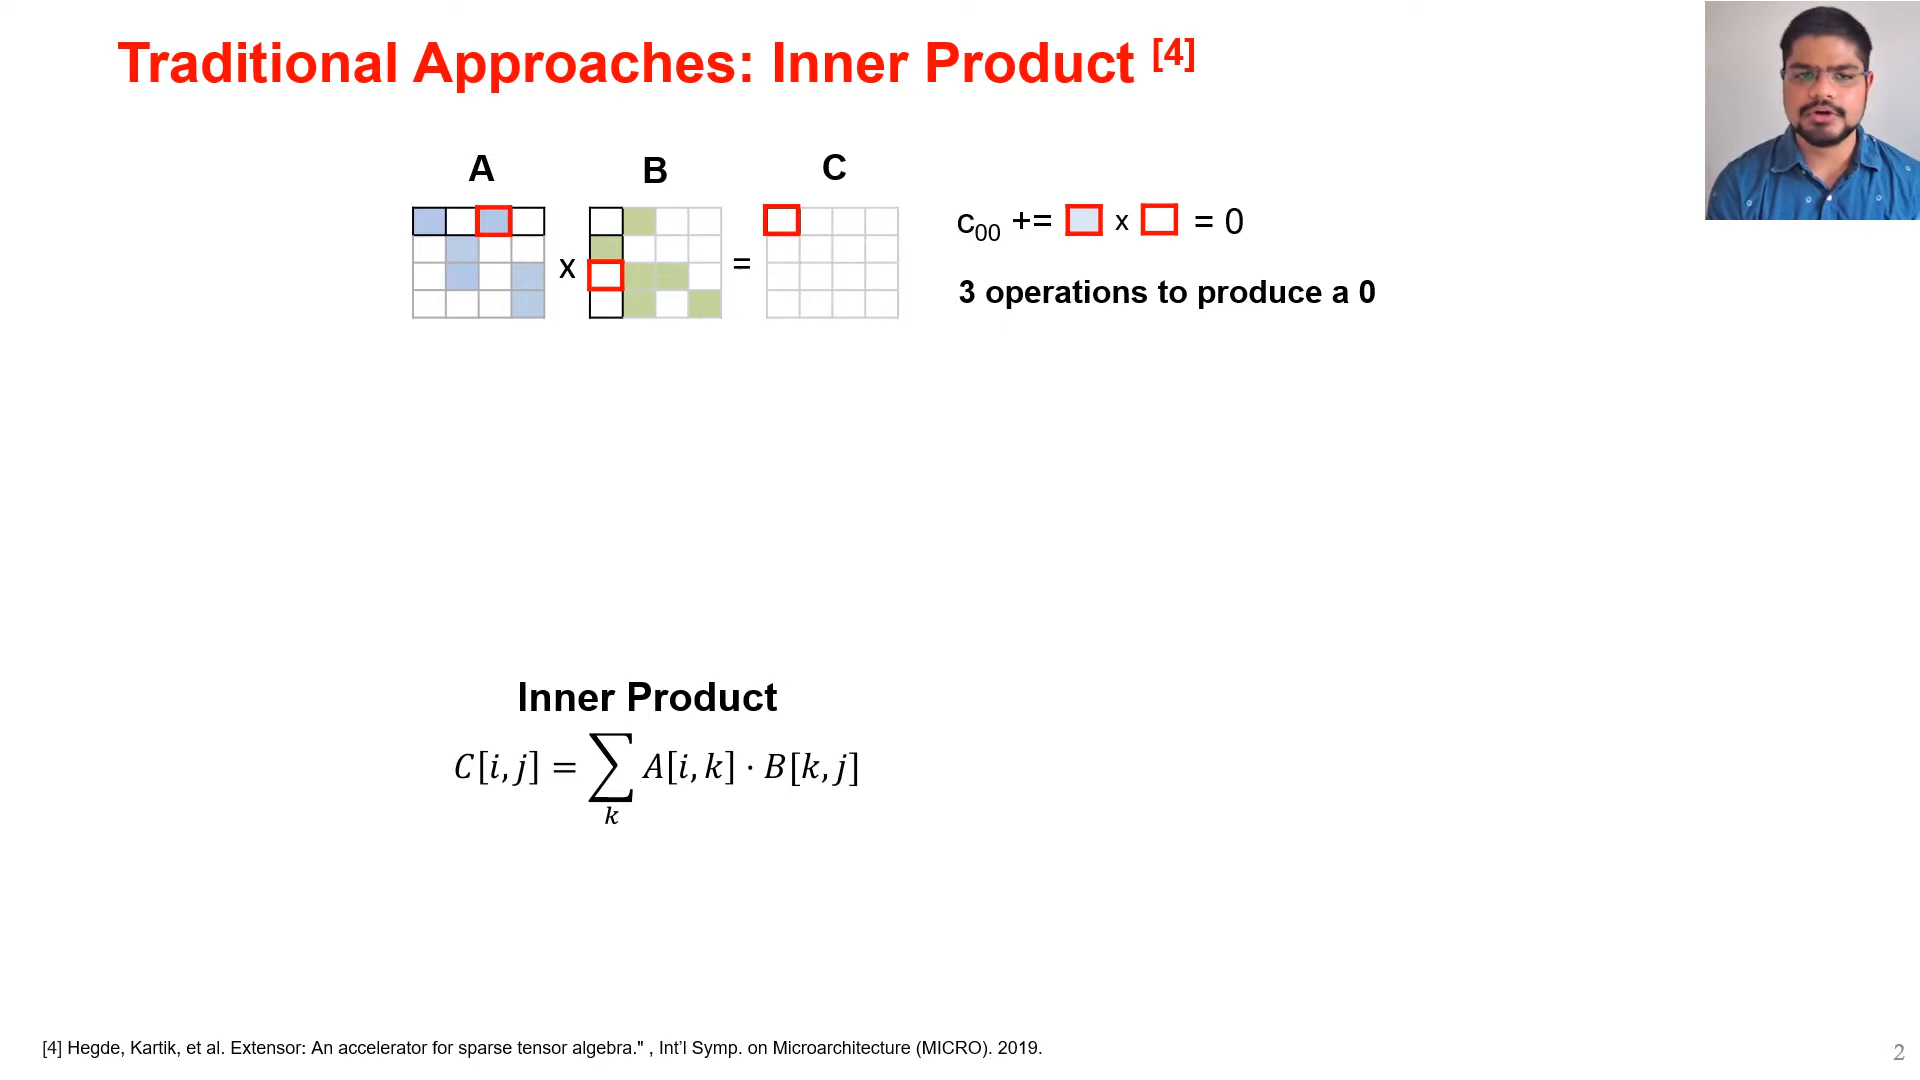 Traditional Approaches: Inner Product [4]
A B C
x =
c00 += x = 0
3 operations to produce a 0
Inner Product
C[i,j] = ∑ A[i,k] · B[k,j]
k
[4] Hegde, Kartik, et al. Extensor: An accelerator for sparse tensor algebra." , Int'l Symp. on Microarchitecture (MICRO). 2019.
2